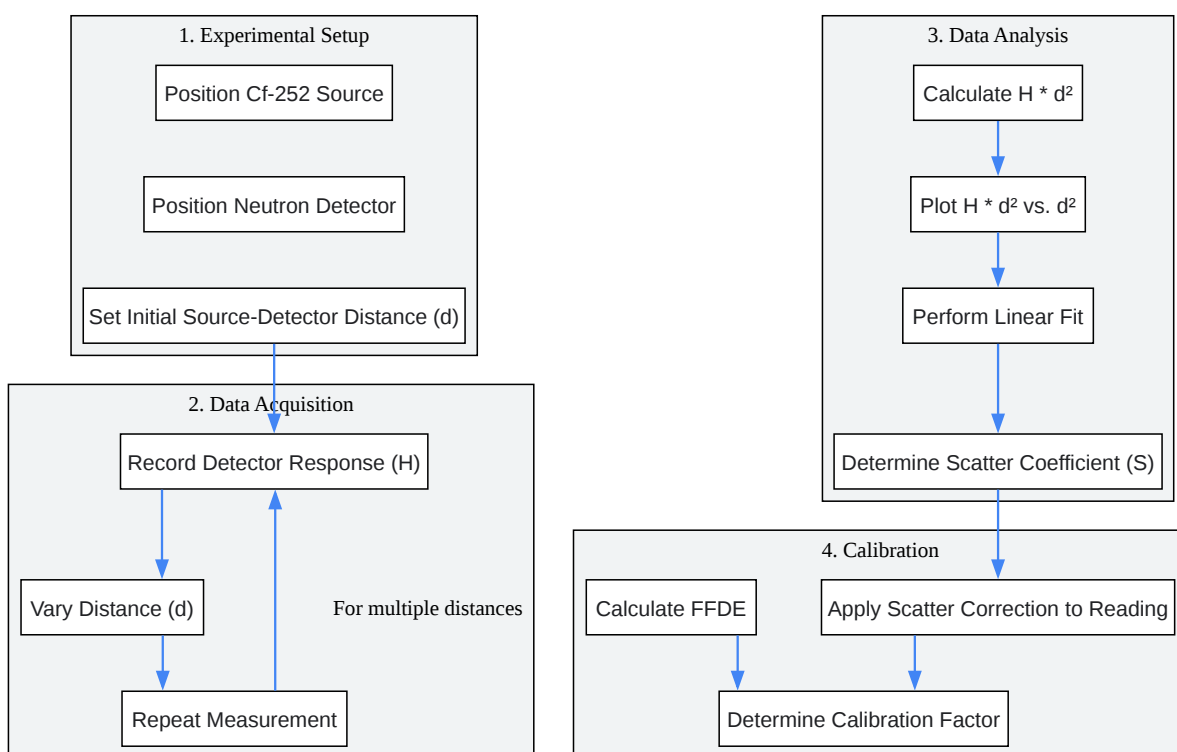 1. Experimental Setup
Position Cf-252 Source
Position Neutron Detector
Set Initial Source-Detector Distance (d)
2. Data Acquisition
Record Detector Response (H)
Vary Distance (d)
For multiple distances
Repeat Measurement
3. Data Analysis
Calculate H * d²
Plot H * d² vs. d²
Perform Linear Fit
Determine Scatter Coefficient (S)
4. Calibration
Calculate FFDE
Apply Scatter Correction to Reading
Determine Calibration Factor